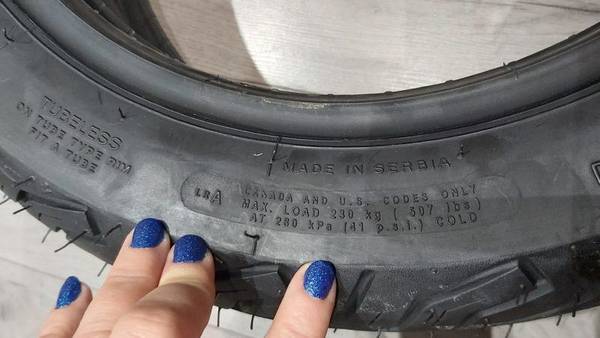 TUBELESS
ON TUBE TYPE RIM
FIT A TUBE
MADE IN SERBIA
LRA
CANADA AND U.S. CODES ONLY
MAX. LOAD 230 kg ( 507 lbs)
AT 280 kPa (41 p.s.i.) COLD